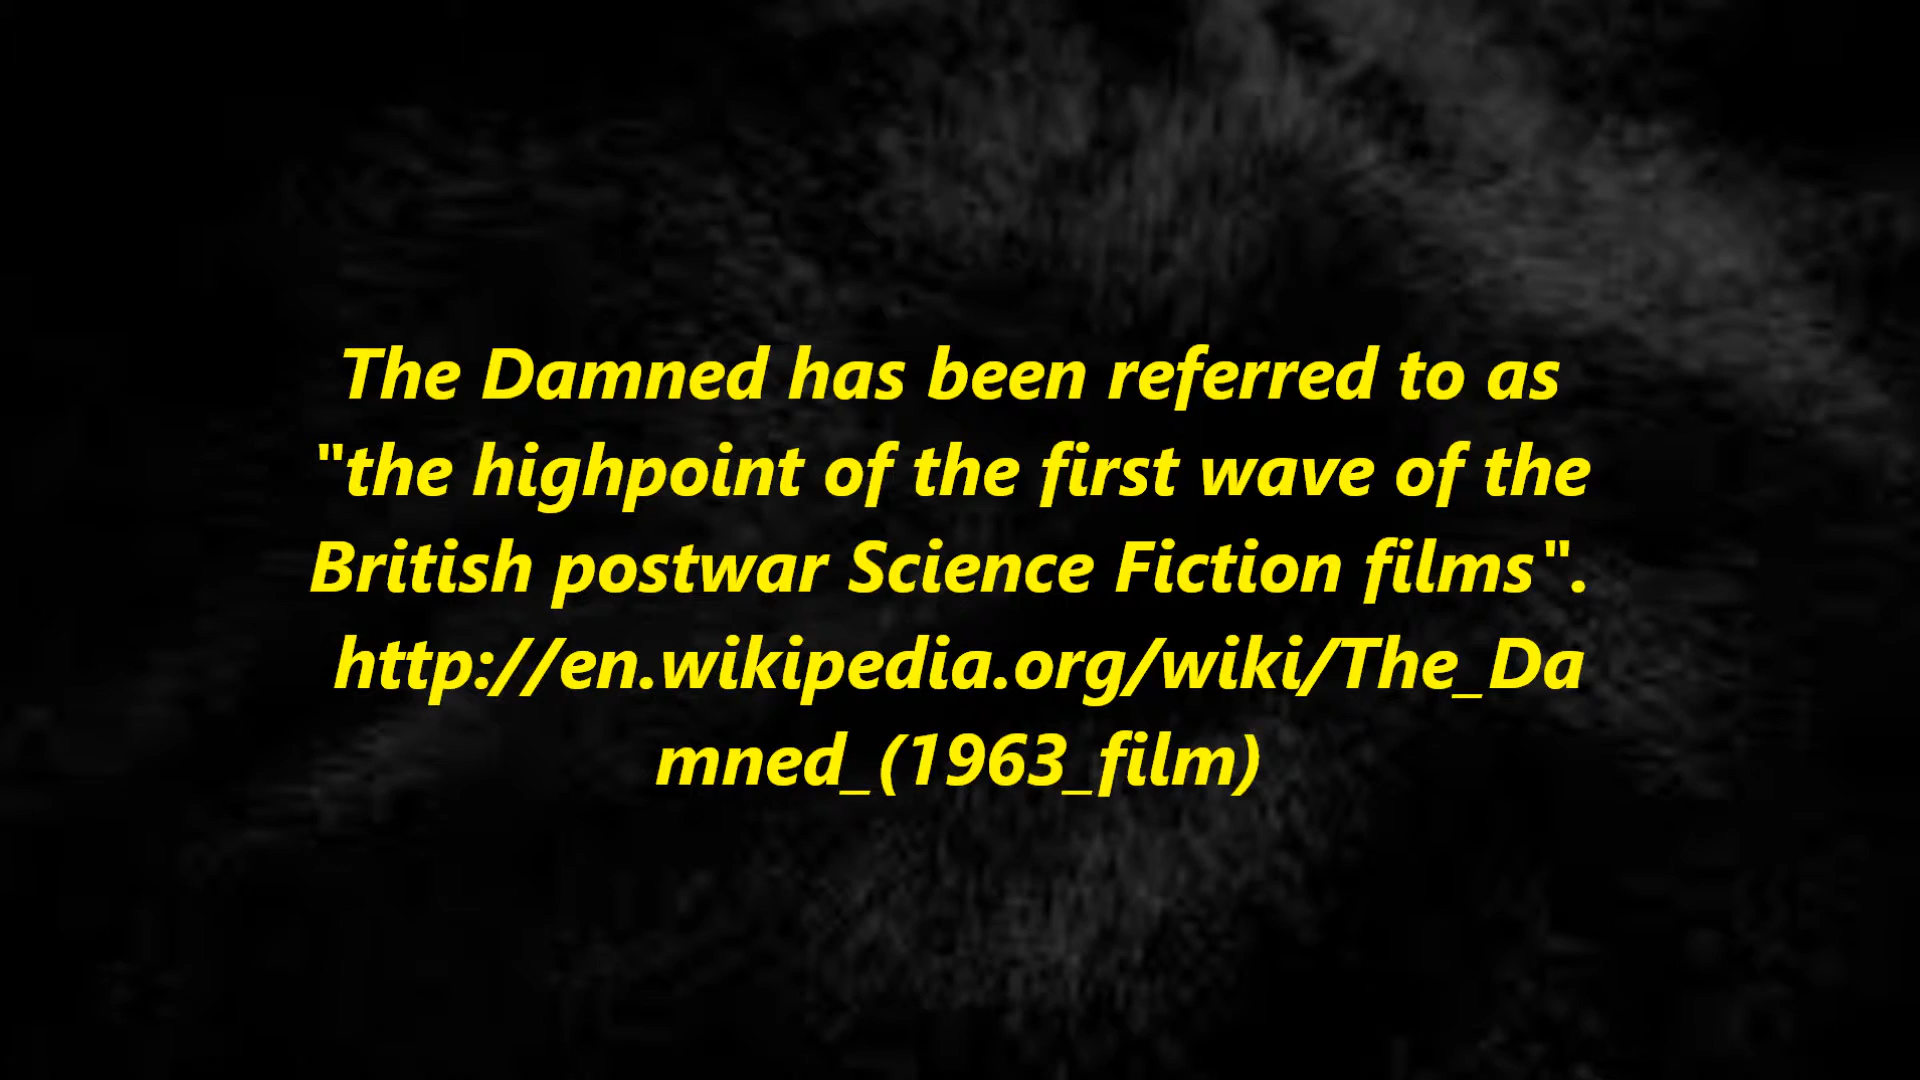 The Damned has been referred to as
"the highpoint of the first wave of the
British postwar Science Fiction films".
http://en.wikipedia.org/wiki/The_Da
mned_(1963_film)